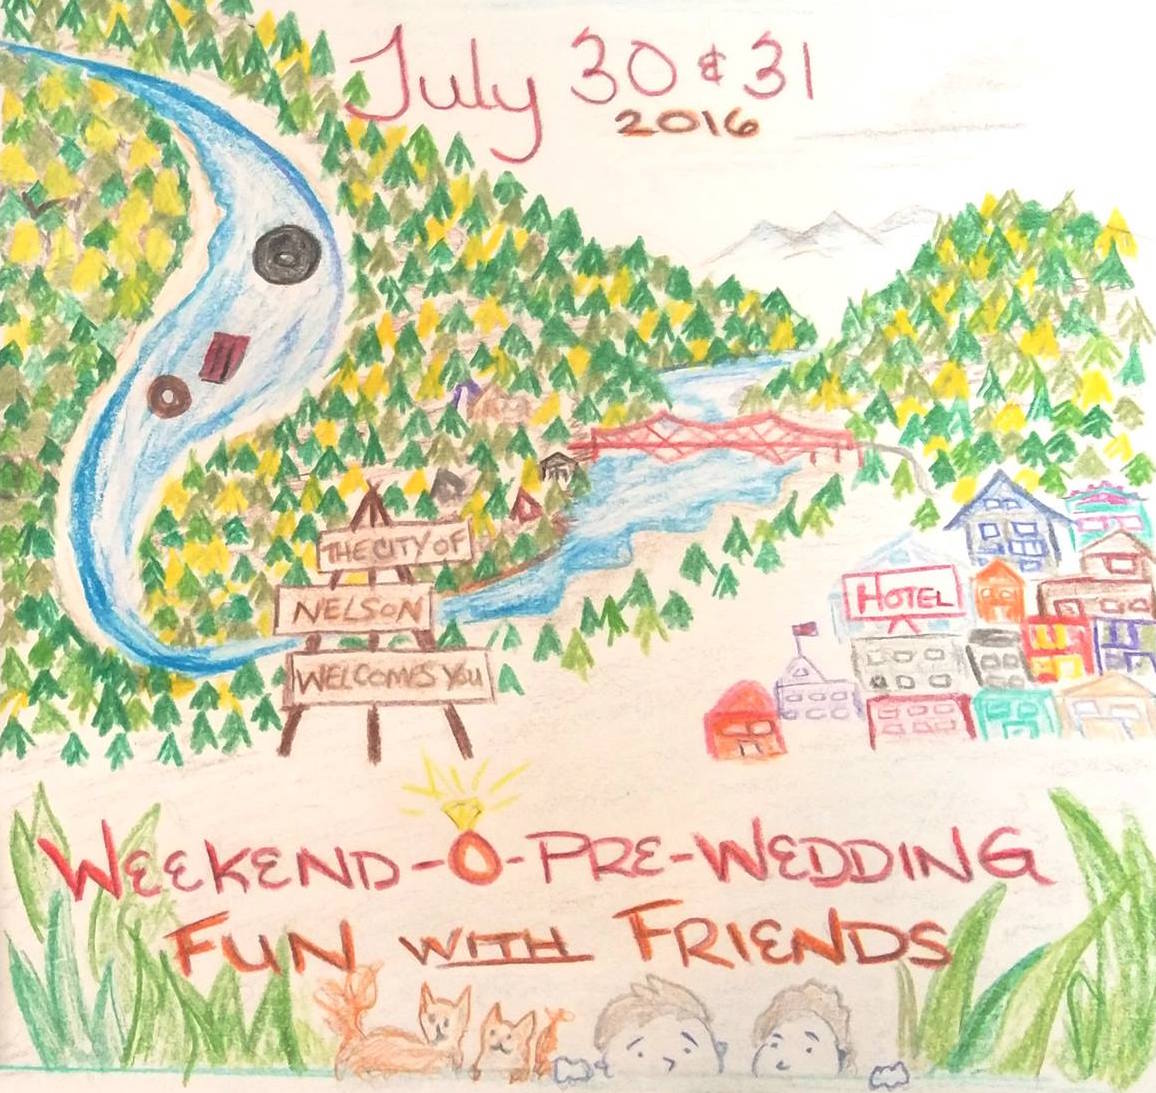 July 30 & 31
2016
THE CITY OF
NELSON
WELCOMES YOU
HOTEL
WEEKEND-O-PRE-WEDDING
FUN WITH FRIENDS